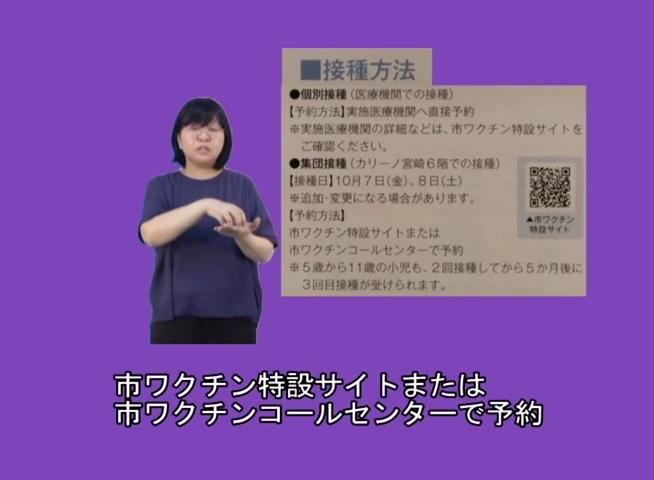 ■接種方法
●個別接種（医療機関での接種）
【予約方法】実施医療機関へ直接予約
※実施医療機関の詳細などは、市ワクチン特設サイトを
ご確認ください。
●集団接種（カリーノ宮崎６階での接種）
【接種日】10月７日(金)、８日(土)
※追加・変更になる場合があります。
【予約方法】
市ワクチン特設サイトまたは
市ワクチンコールセンターで予約
※５歳から11歳の小児も、２回接種してから５か月後に
３回目接種が受けられます。
▲市ワクチン
特設サイト
市ワクチン特設サイトまたは
市ワクチンコールセンターで予約